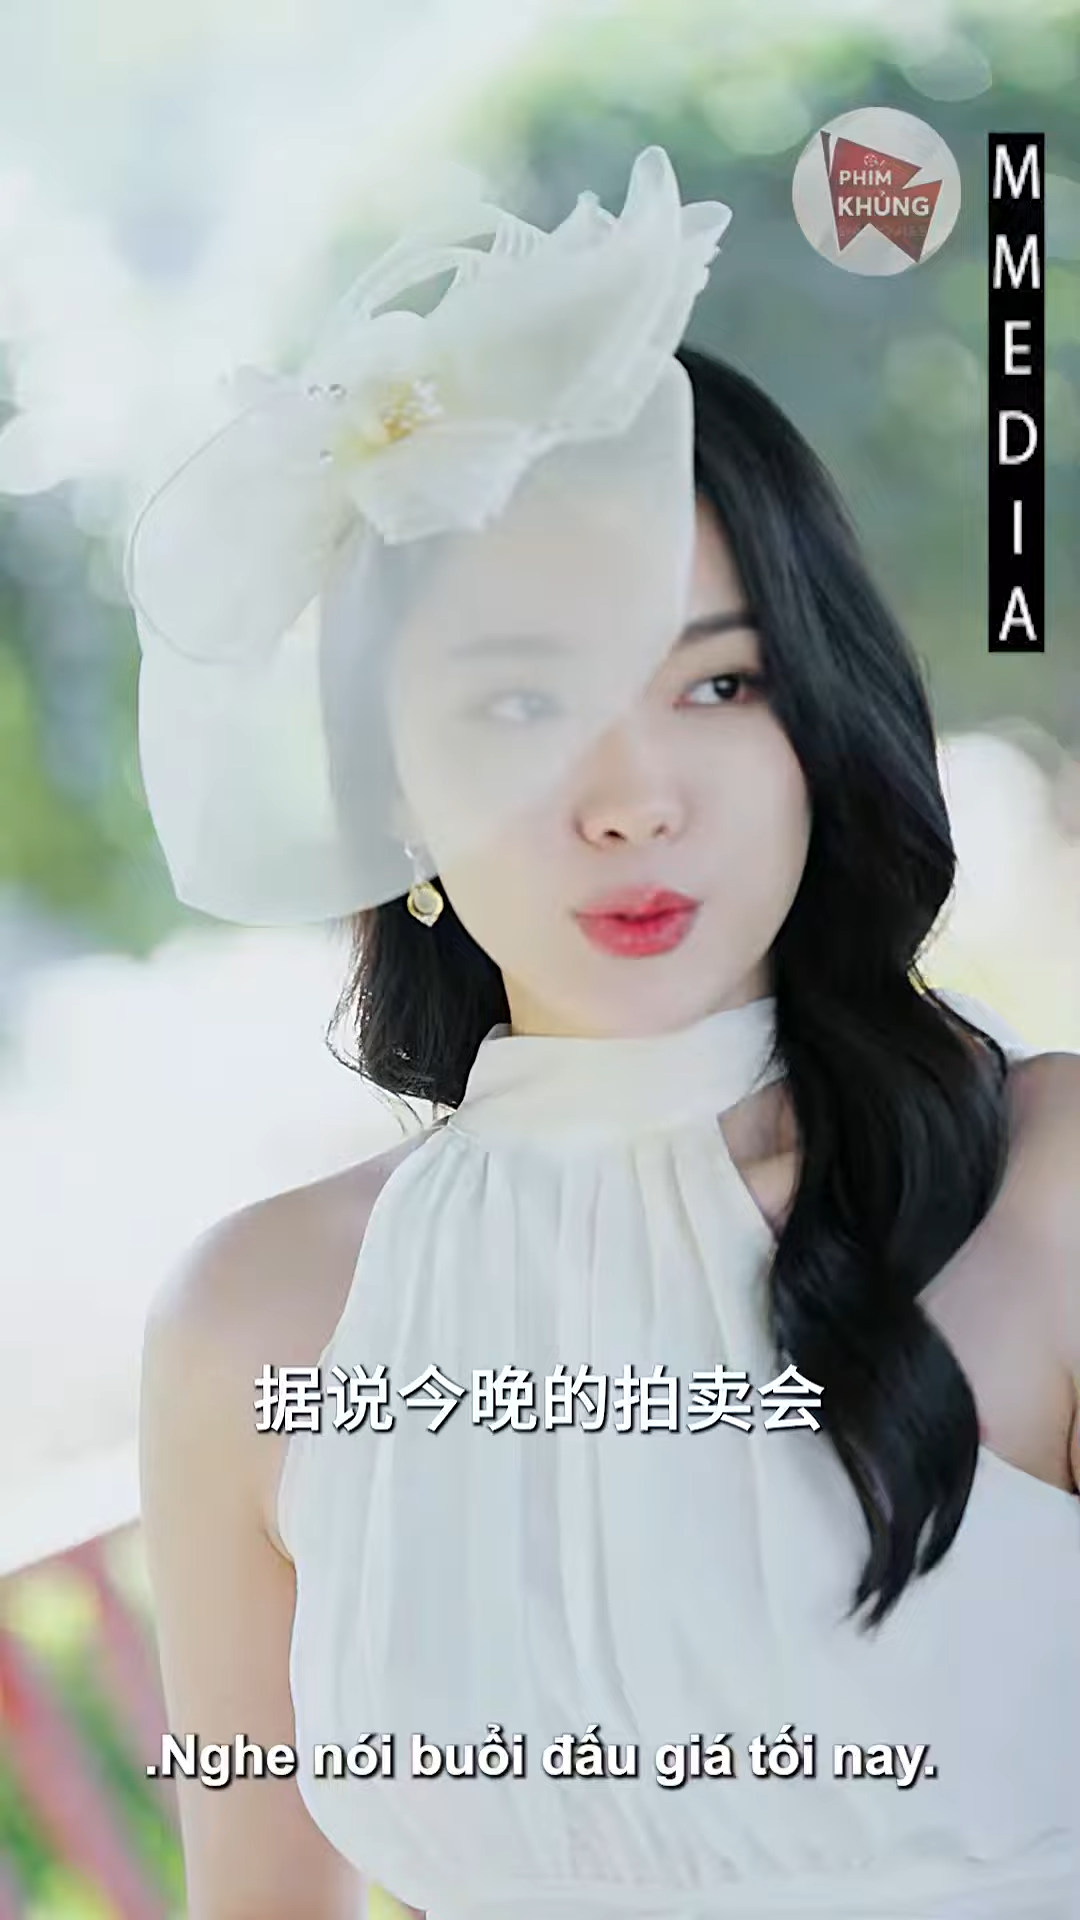 PHIM
KHỦNG
MMEDIA
据说今晚的拍卖会
.Nghe nói buổi đấu giá tối nay.